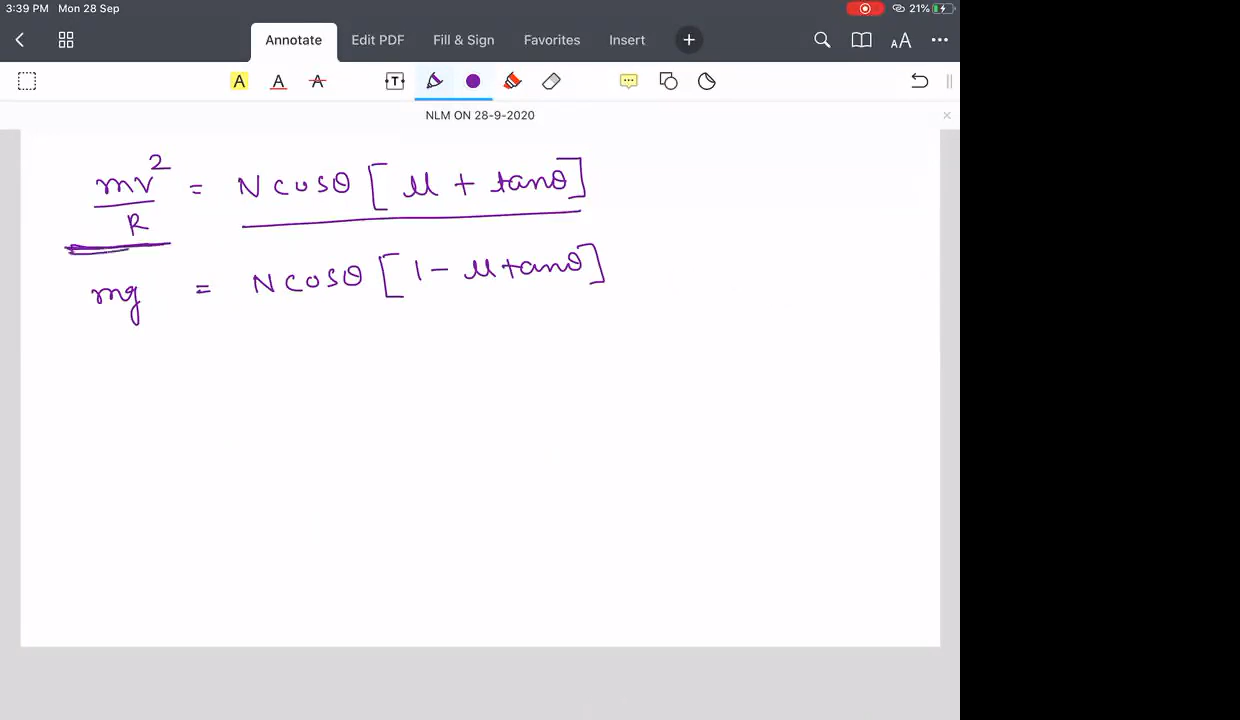 3:39 PM Mon 28 Sep 21%
Annotate Edit PDF Fill & Sign Favorites Insert
A A A T AA
NLM ON 28-9-2020
mv² = N cosθ [ μ + tanθ ]
R
mg = N cosθ [ 1 - μ tanθ ]